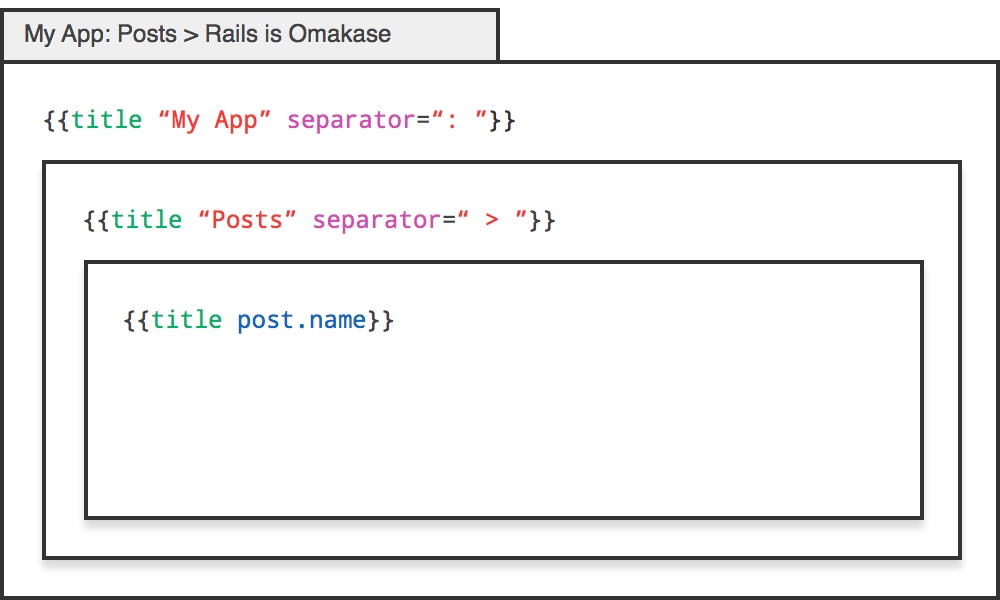 My App: Posts > Rails is Omakase
{{title “My App” separator=“: ”}}
{{title “Posts” separator=“ > ”}}
{{title post.name}}